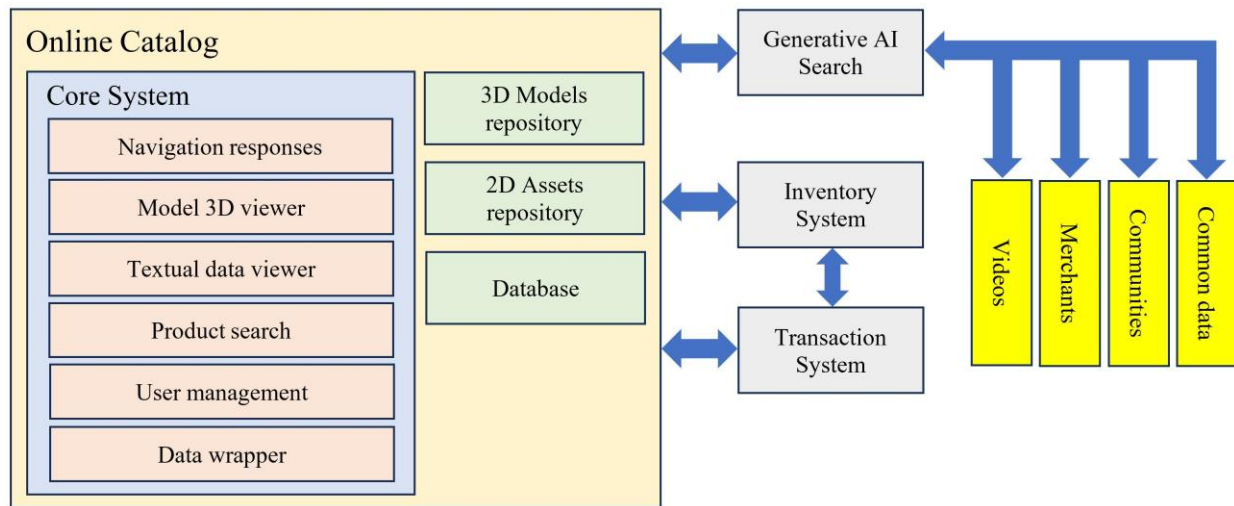 Online Catalog
Core System
Navigation responses
Model 3D viewer
Textual data viewer
Product search
User management
Data wrapper
3D Models
repository
2D Assets
repository
Database
Generative AI
Search
Inventory
System
Transaction
System
Videos
Merchants
Communities
Common data